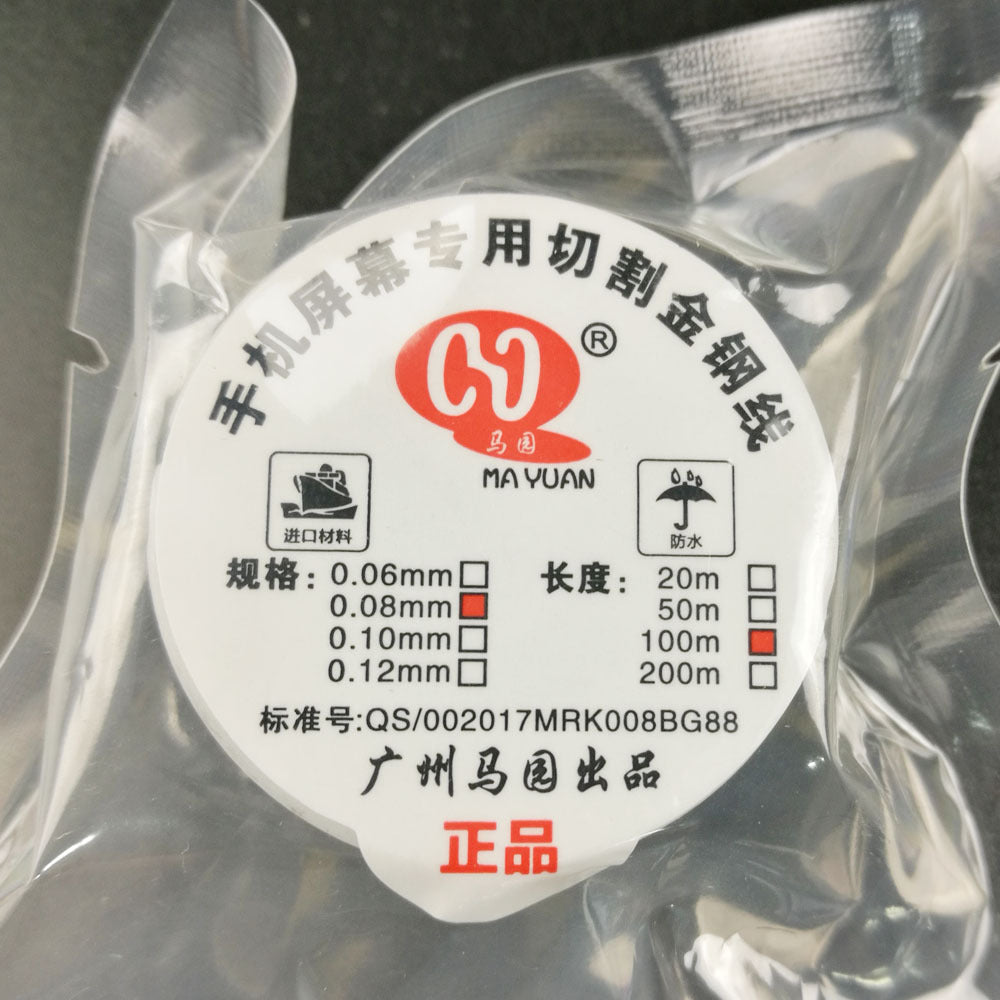 手机屏幕专用切割金钢线
®
马园
MA YUAN
进口材料
防水
规格: 0.06mm
0.08mm
0.10mm
0.12mm
长度: 20m
50m
100m
200m
标准号:QS/002017MRK008BG88
广州马园出品
正品